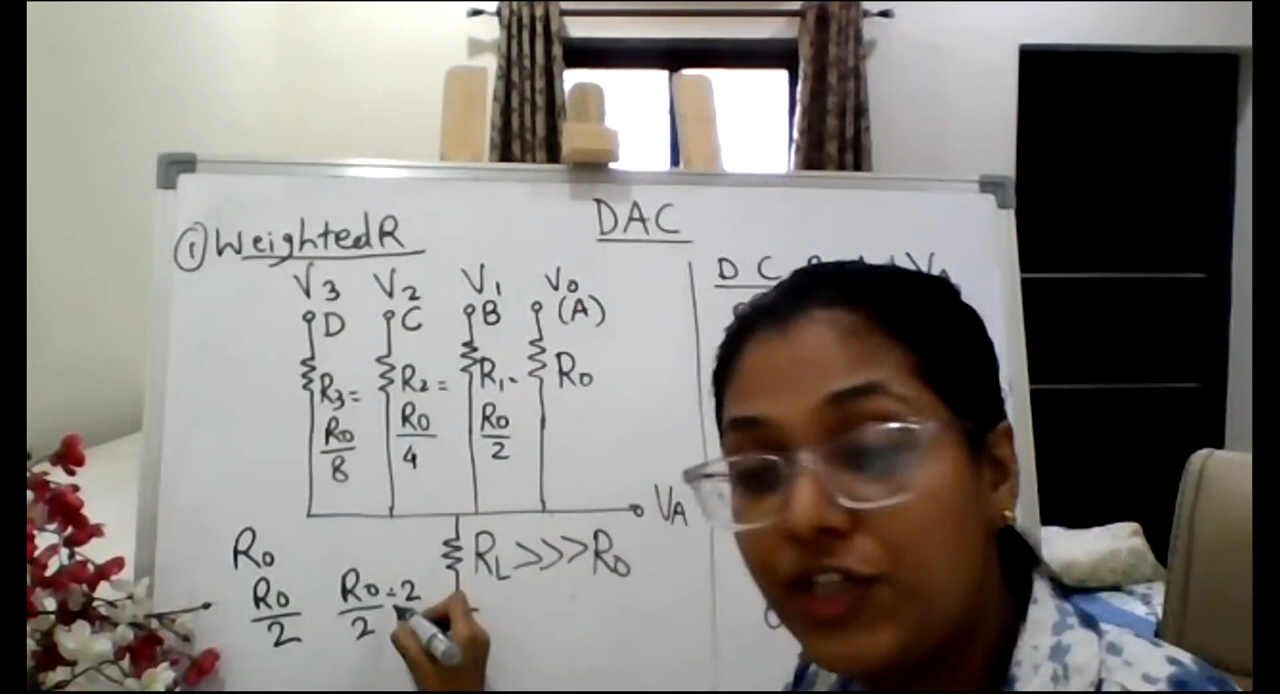 DAC
① Weighted R
V3 V2 V1 V0
D C B (A)
R3 = R2 = R1 = R0
R0/8 R0/4 R0/2
VA
RL >>> R0
R0
R0/2 R0÷2/2
D C B A VA